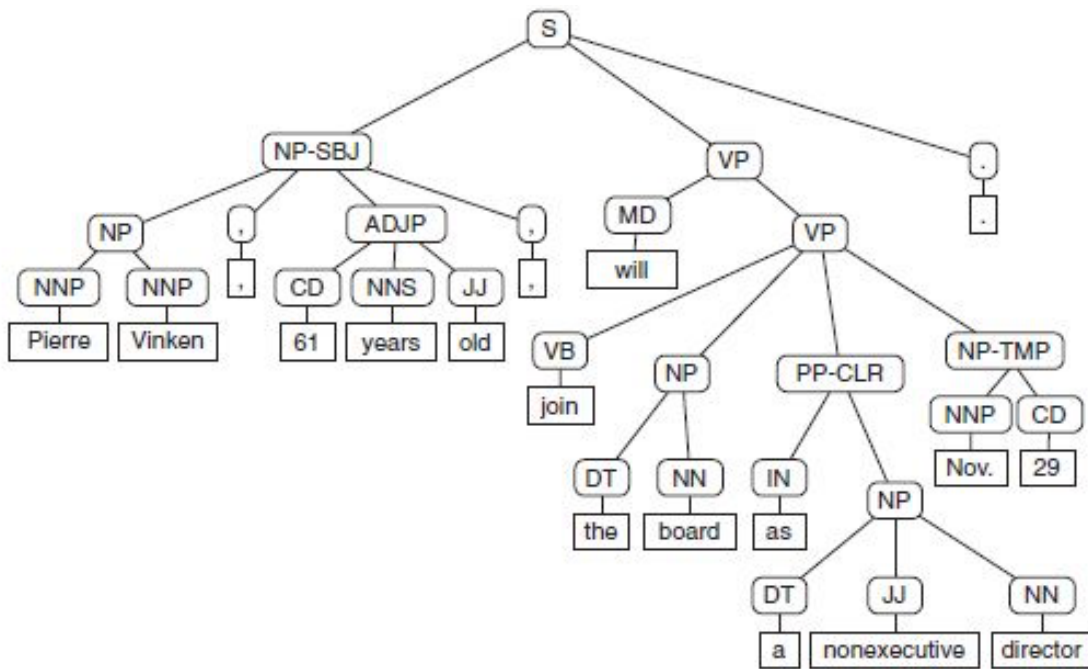 S
NP-SBJ VP .
NP , ADJP , MD VP .
NNP NNP , CD NNS JJ , will
Pierre Vinken 61 years old VB NP PP-CLR NP-TMP
join NNP CD
DT NN IN Nov. 29
the board as NP
DT JJ NN
a nonexecutive director